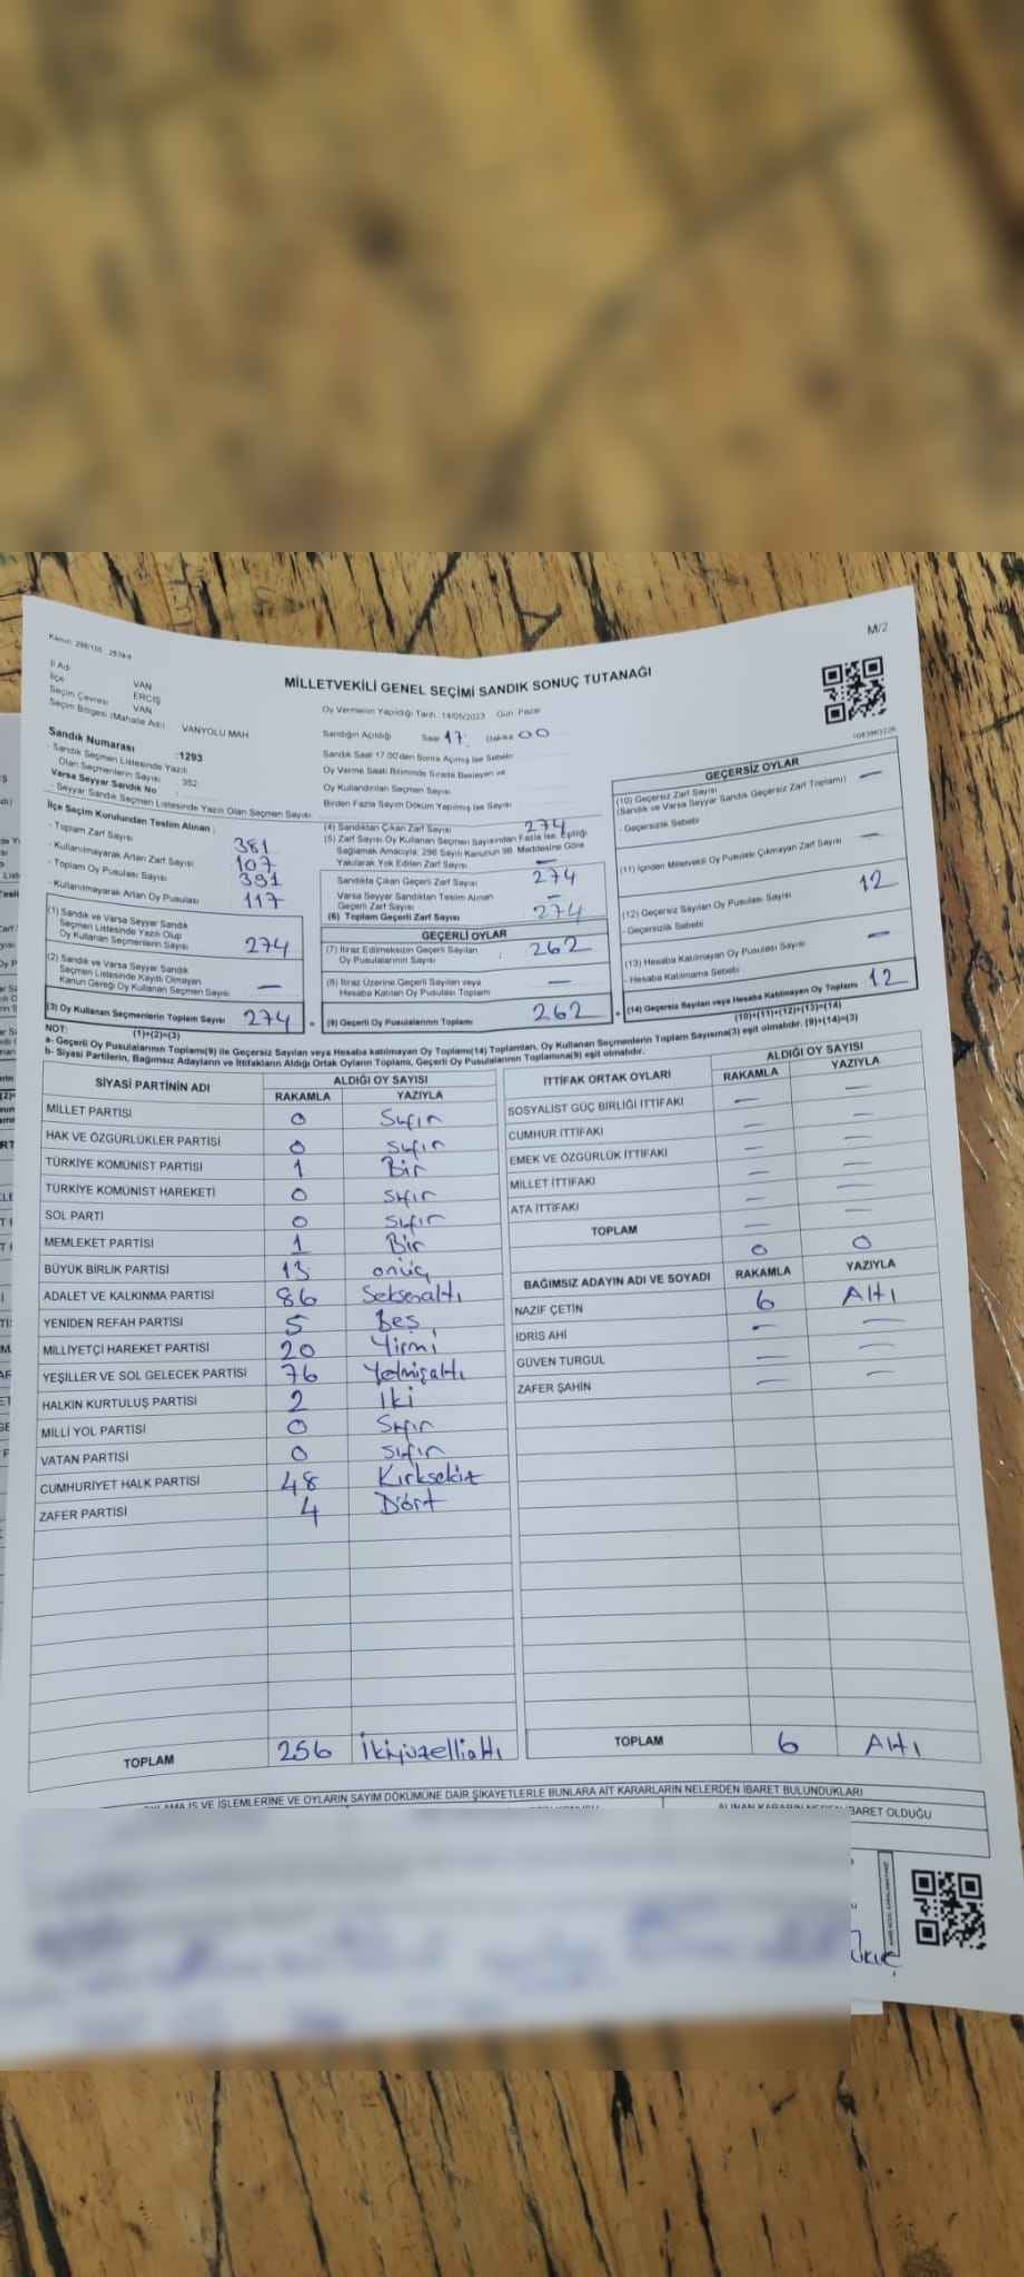 M/2
MİLLETVEKİLİ GENEL SEÇİMİ SANDIK SONUÇ TUTANAĞI
İl Adı VAN
İlçe ERCİŞ
Seçim Çevresi VAN
Seçim Bölgesi (Mahalle Adı) VANYOLU MAH
Oy Vermenin Yapıldığı Tarih : 14/05/2023 Gün: Pazar
Sandığın Açıldığı Saat 17 Dakika 00
Sandık Saat 17.00'den Sonra Açılmış İse Sebebi
Oy Verme Saati Bitiminde Sırada Bekleyen ve
Oy Kullandırılan Seçmen Sayısı
Birden Fazla Sayım Döküm Yapılmış İse Sayısı
Sandık Numarası :1293
- Sandık Seçmen Listesinde Yazılı
Olan Seçmenlerin Sayısı 382
Varsa Seyyar Sandık No :
- Seyyar Sandık Seçmen Listesinde Yazılı Olan Seçmen Sayısı
İlçe Seçim Kurulundan Teslim Alınan :
- Toplam Zarf Sayısı 381
- Kullanılmayarak Artan Zarf Sayısı 107
- Toplam Oy Pusulası Sayısı 391
- Kullanılmayarak Artan Oy Pusulası 117
(1) Sandık ve Varsa Seyyar Sandık
Seçmen Listesinde Yazılı Olup
Oy Kullanan Seçmenlerin Sayısı 274
(2) Sandık ve Varsa Seyyar Sandık
Seçmen Listesinde Kayıtlı Olmayan
Kanun Gereği Oy Kullanan Seçmen Sayısı —
(3) Oy Kullanan Seçmenlerin Toplam Sayısı 274
(1)+(2)=(3)
(4) Sandıktan Çıkan Zarf Sayısı 274
(5) Zarf Sayısı Oy Kullanan Seçmen Sayısından Fazla İse, Eşitliği
Sağlamak Amacıyla, 298 Sayılı Kanunun 98. Maddesine Göre
Yakılarak Yok Edilen Zarf Sayısı —
Sandıkta Çıkan Geçerli Zarf Sayısı 274
Varsa Seyyar Sandıktan Teslim Alınan
Geçerli Zarf Sayısı —
(6) Toplam Geçerli Zarf Sayısı 274
GEÇERLİ OYLAR
(7) İtiraz Edilmeksizin Geçerli Sayılan
Oy Pusulalarının Sayısı : 262
(8) İtiraz Üzerine Geçerli Sayılan veya
Hesaba Katılan Oy Pusulası Toplamı —
(9) Geçerli Oy Pusulalarının Toplamı 262
GEÇERSİZ OYLAR
(10) Geçersiz Zarf Sayısı
(Sandık ve Varsa Seyyar Sandık Geçersiz Zarf Toplamı) —
- Geçersizlik Sebebi
(11) İçinden Milletvekili Oy Pusulası Çıkmayan Zarf Sayısı —
(12) Geçersiz Sayılan Oy Pusulası Sayısı 12
- Geçersizlik Sebebi
(13) Hesaba Katılmayan Oy Pusulası Sayısı —
- Hesaba Katılmama Sebebi
(14) Geçersiz Sayılan veya Hesaba Katılmayan Oy Toplamı 12
(10)+(11)+(12)+(13)=(14)
NOT:
a- Geçerli Oy Pusulalarının Toplamı(9) ile Geçersiz Sayılan veya Hesaba katılmayan Oy Toplamı(14) Toplamları, Oy Kullanan Seçmenlerin Toplam Sayısına(3) eşit olmalıdır. (9)+(14)=(3)
b- Siyasi Partilerin, Bağımsız Adayların ve İttifakların Aldığı Ortak Oyların Toplamı, Geçerli Oy Pusulalarının Toplamına(9) eşit olmalıdır.
SİYASİ PARTİNİN ADI ALDIĞI OY SAYISI
RAKAMLA YAZIYLA
MİLLET PARTİSİ 0 Sıfır
HAK VE ÖZGÜRLÜKLER PARTİSİ 0 Sıfır
TÜRKİYE KOMÜNİST PARTİSİ 1 Bir
TÜRKİYE KOMÜNİST HAREKETİ 0 Sıfır
SOL PARTİ 0 Sıfır
MEMLEKET PARTİSİ 1 Bir
BÜYÜK BİRLİK PARTİSİ 13 onüç
ADALET VE KALKINMA PARTİSİ 86 Seksenaltı
YENİDEN REFAH PARTİSİ 5 Beş
MİLLİYETÇİ HAREKET PARTİSİ 20 Yirmi
YEŞİLLER VE SOL GELECEK PARTİSİ 76 Yetmişaltı
HALKIN KURTULUŞ PARTİSİ 2 İki
MİLLİ YOL PARTİSİ 0 Sıfır
VATAN PARTİSİ 0 Sıfır
CUMHURİYET HALK PARTİSİ 48 Kırksekiz
ZAFER PARTİSİ 4 Dört
TOPLAM 256 İkiyüzelliAltı
İTTİFAK ORTAK OYLARI ALDIĞI OY SAYISI
RAKAMLA YAZIYLA
SOSYALİST GÜÇ BİRLİĞİ İTTİFAKI — —
CUMHUR İTTİFAKI — —
EMEK VE ÖZGÜRLÜK İTTİFAKI — —
MİLLET İTTİFAKI — —
ATA İTTİFAKI — —
TOPLAM 0 0
BAĞIMSIZ ADAYIN ADI VE SOYADI RAKAMLA YAZIYLA
NAZİF ÇETİN 6 Altı
İDRİS AHİ — —
GÜVEN TURGUL — —
ZAFER ŞAHİN — —
TOPLAM 6 Altı
İŞ VE İŞLEMLERİNE VE OYLARIN SAYIM DÖKÜMÜNE DAİR ŞİKAYETLERLE BUNLARA AİT KARARLARIN NELERDEN İBARET BULUNDUKLARI
İBARET OLDUĞU